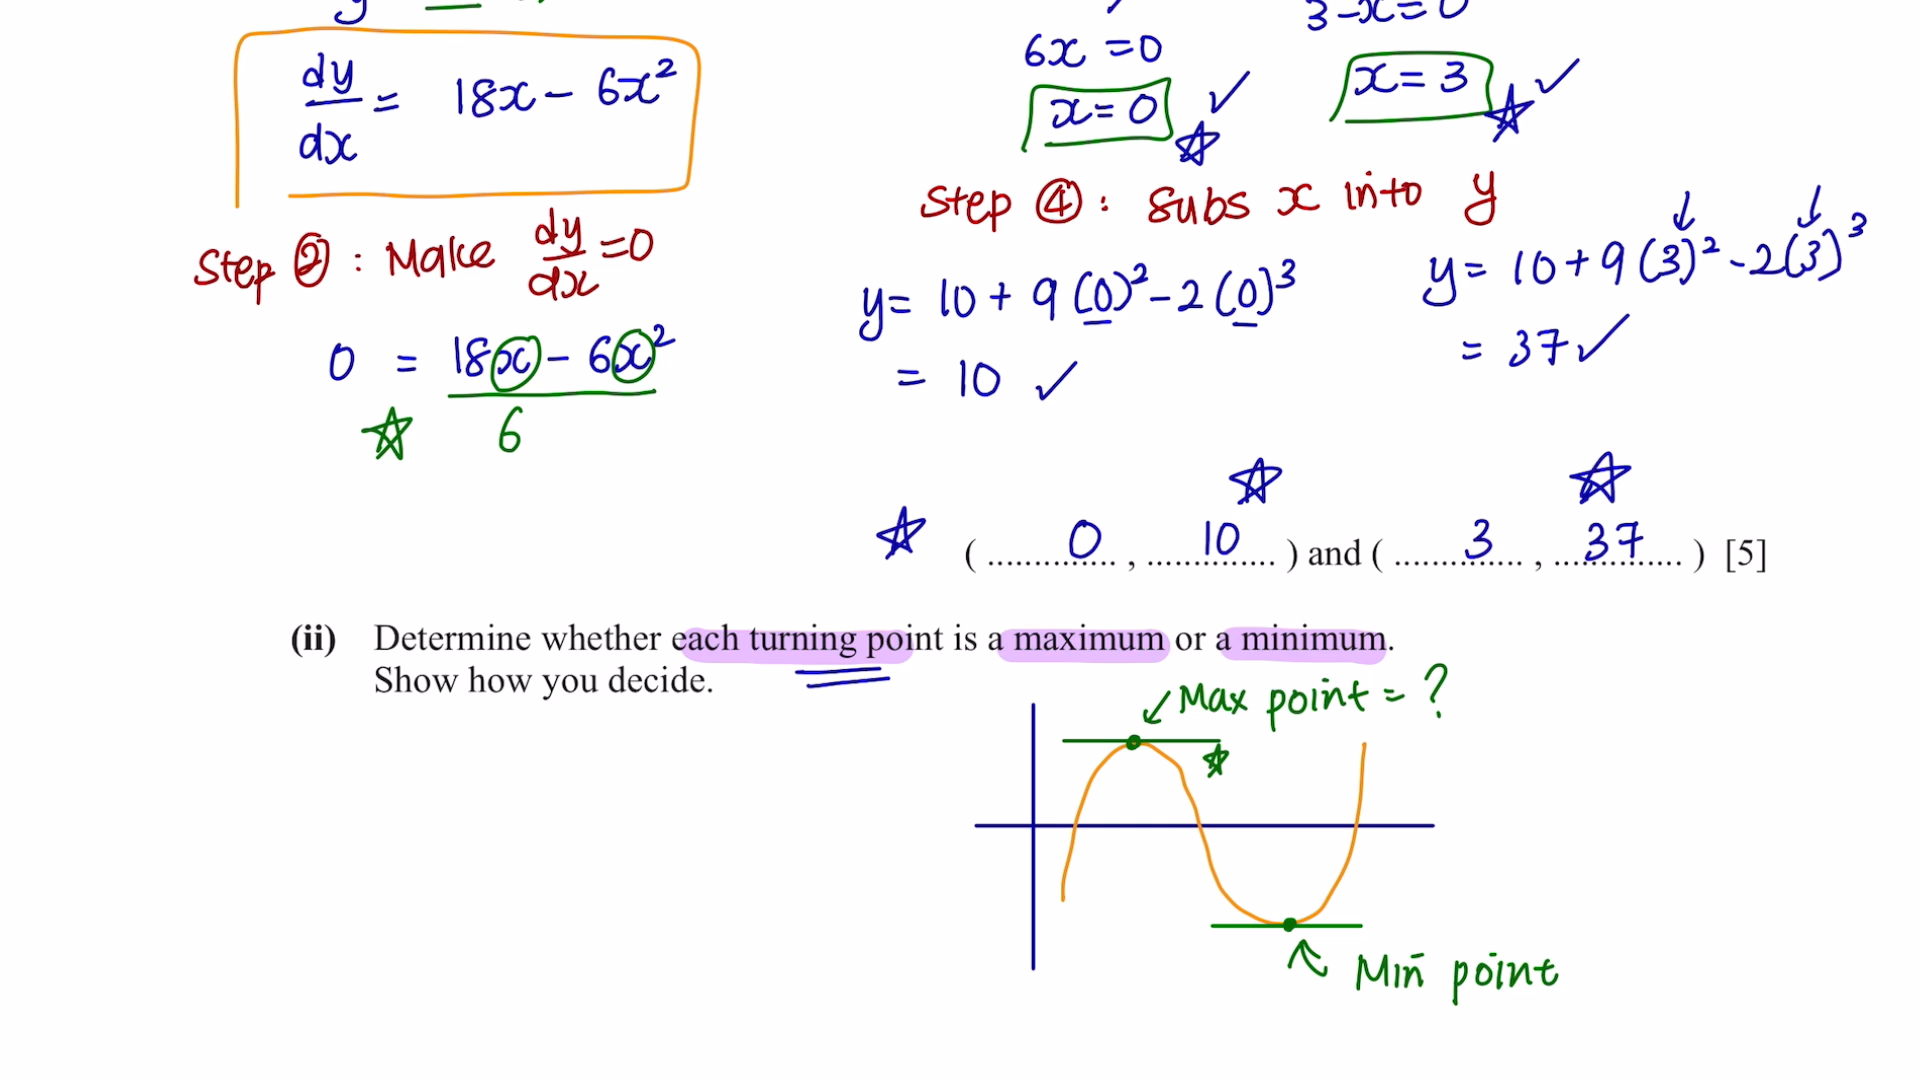 dy/dx = 18x - 6x²
Step ② : Make dy/dx = 0
0 = 18x - 6x²
6
6x = 0
x = 0 ✓
3 - x = 0
x = 3 ✓
Step ④ : Subs x into y
y = 10 + 9(0)² - 2(0)³
= 10 ✓
y = 10 + 9(3)² - 2(3)³
= 37 ✓
( 0 , 10 ) and ( 3 , 37 ) [5]
(ii) Determine whether each turning point is a maximum or a minimum.
Show how you decide.
Max point = ?
Min point